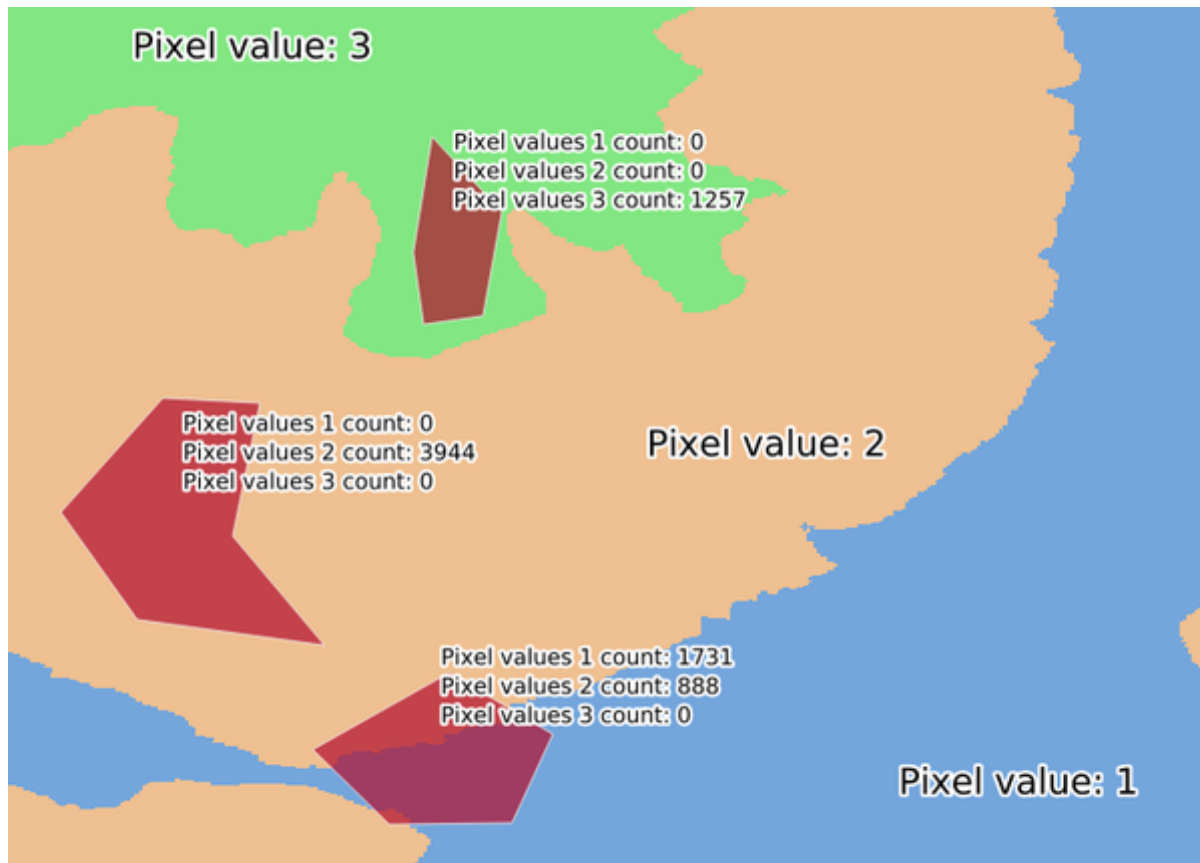 Pixel value: 3
Pixel values 1 count: 0
Pixel values 2 count: 0
Pixel values 3 count: 1257
Pixel values 1 count: 0
Pixel values 2 count: 3944
Pixel values 3 count: 0
Pixel value: 2
Pixel values 1 count: 1731
Pixel values 2 count: 888
Pixel values 3 count: 0
Pixel value: 1